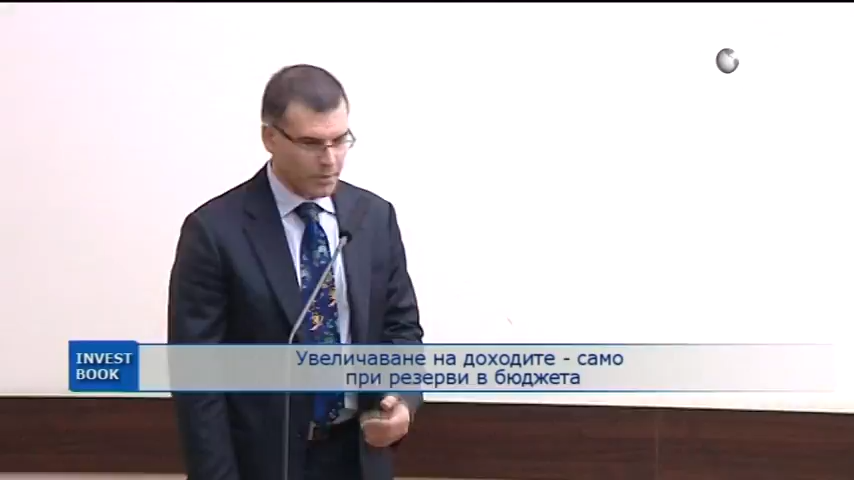 INVEST
BOOK
Увеличаване на доходите - само
при резерви в бюджета